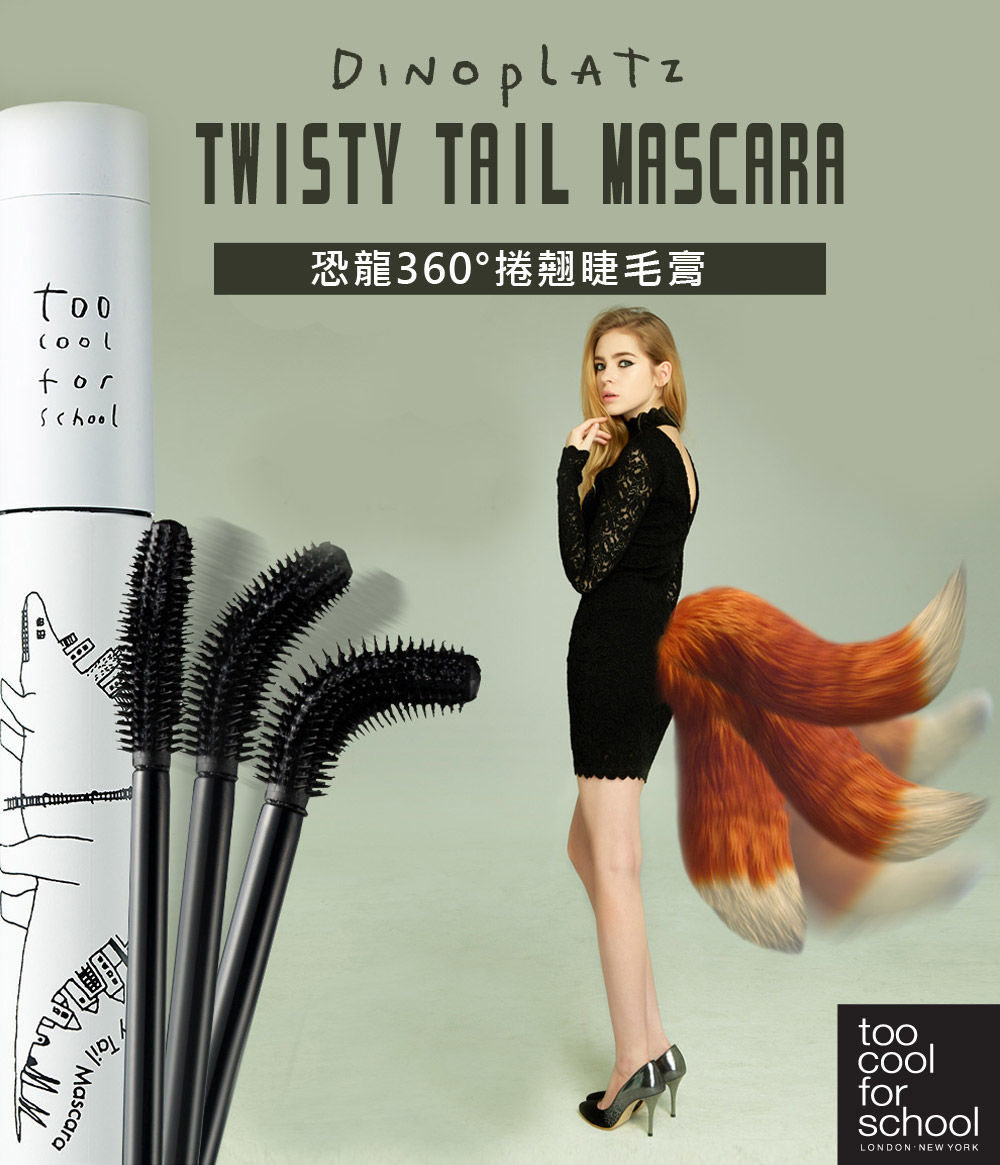 DINOPLATZ
TWISTY TAIL MASCARA
恐龍360°捲翹睫毛膏
too
cool
for
school
Tail Mascara
too
cool
for
school
LONDON·NEW YORK